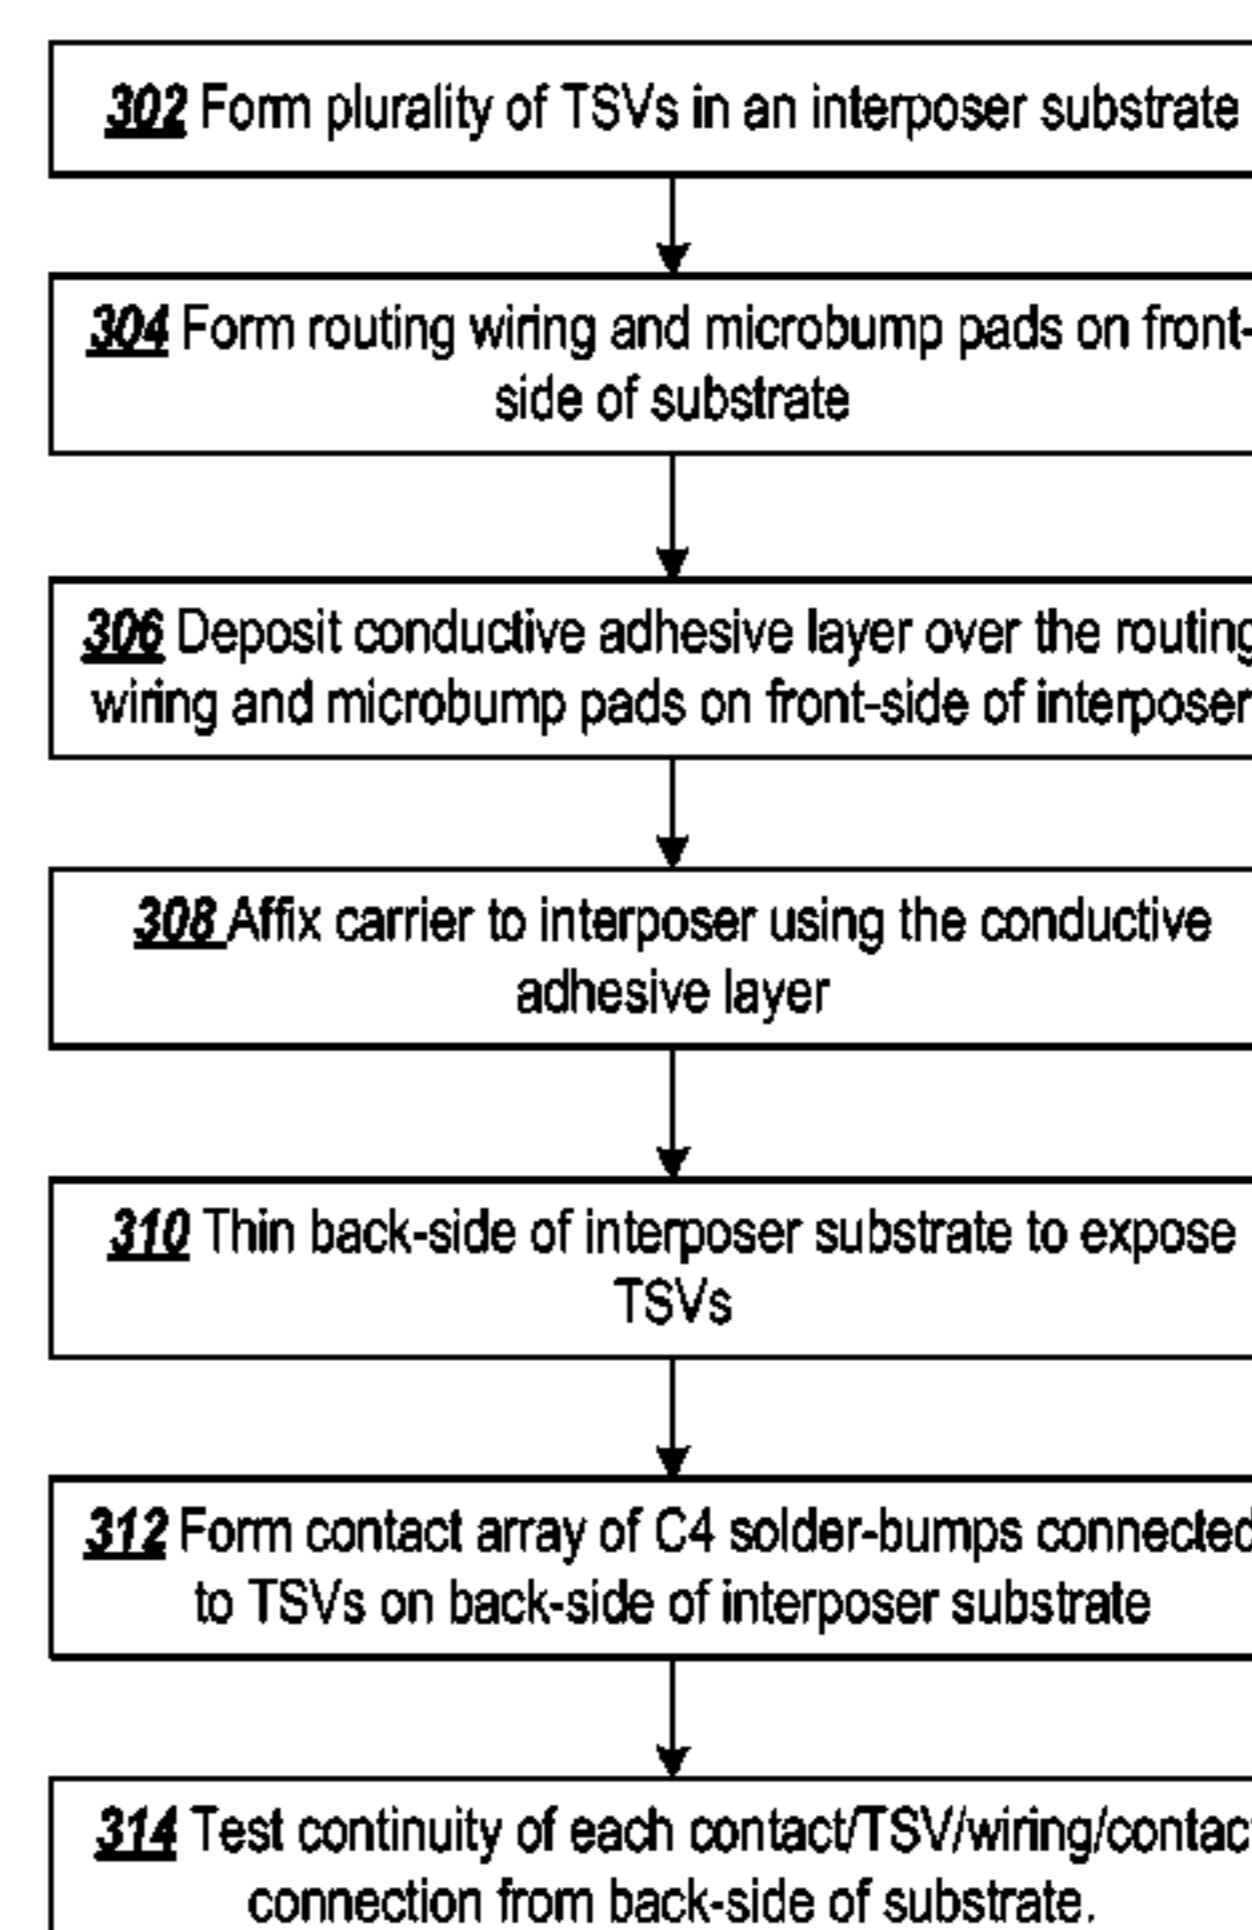 302 Form plurality of TSVs in an interposer substrate
304 Form routing wiring and microbump pads on front-
side of substrate
306 Deposit conductive adhesive layer over the routing
wiring and microbump pads on front-side of interposer
308 Affix carrier to interposer using the conductive
adhesive layer
310 Thin back-side of interposer substrate to expose
TSVs
312 Form contact array of C4 solder-bumps connected
to TSVs on back-side of interposer substrate
314 Test continuity of each contact/TSV/wiring/contact
connection from back-side of substrate.